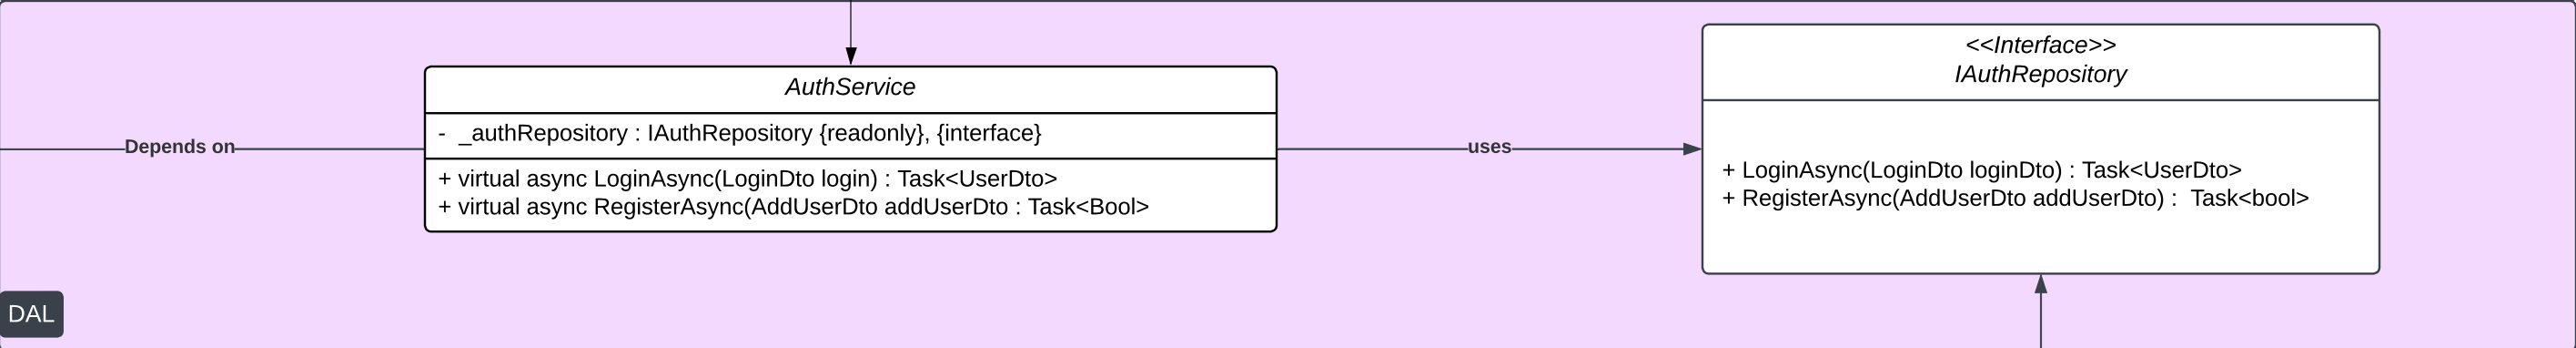 AuthService
- _authRepository : IAuthRepository {readonly}, {interface}
+ virtual async LoginAsync(LoginDto login) : Task<UserDto>
+ virtual async RegisterAsync(AddUserDto addUserDto : Task<Bool>
Depends on
uses
<<Interface>>
IAuthRepository
+ LoginAsync(LoginDto loginDto) : Task<UserDto>
+ RegisterAsync(AddUserDto addUserDto) :  Task<bool>
DAL